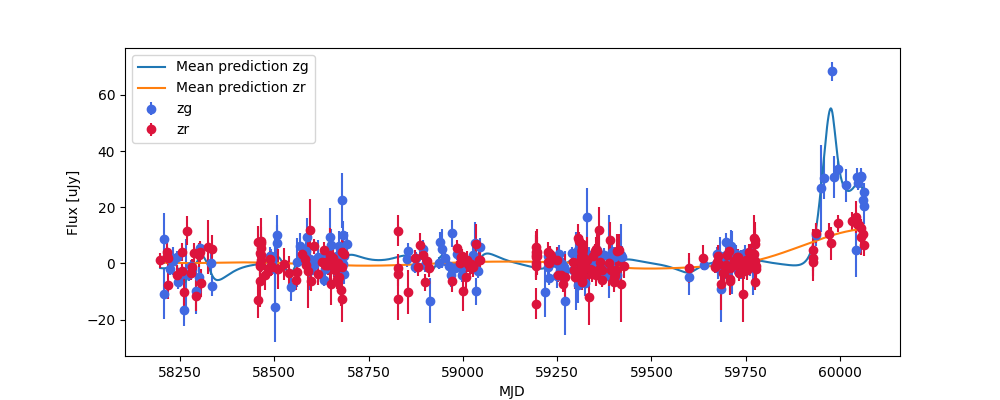 Mean prediction zg
Mean prediction zr
zg
zr
Flux [uJy]
60
40
20
0
−20
58250 58500 58750 59000 59250 59500 59750 60000
MJD